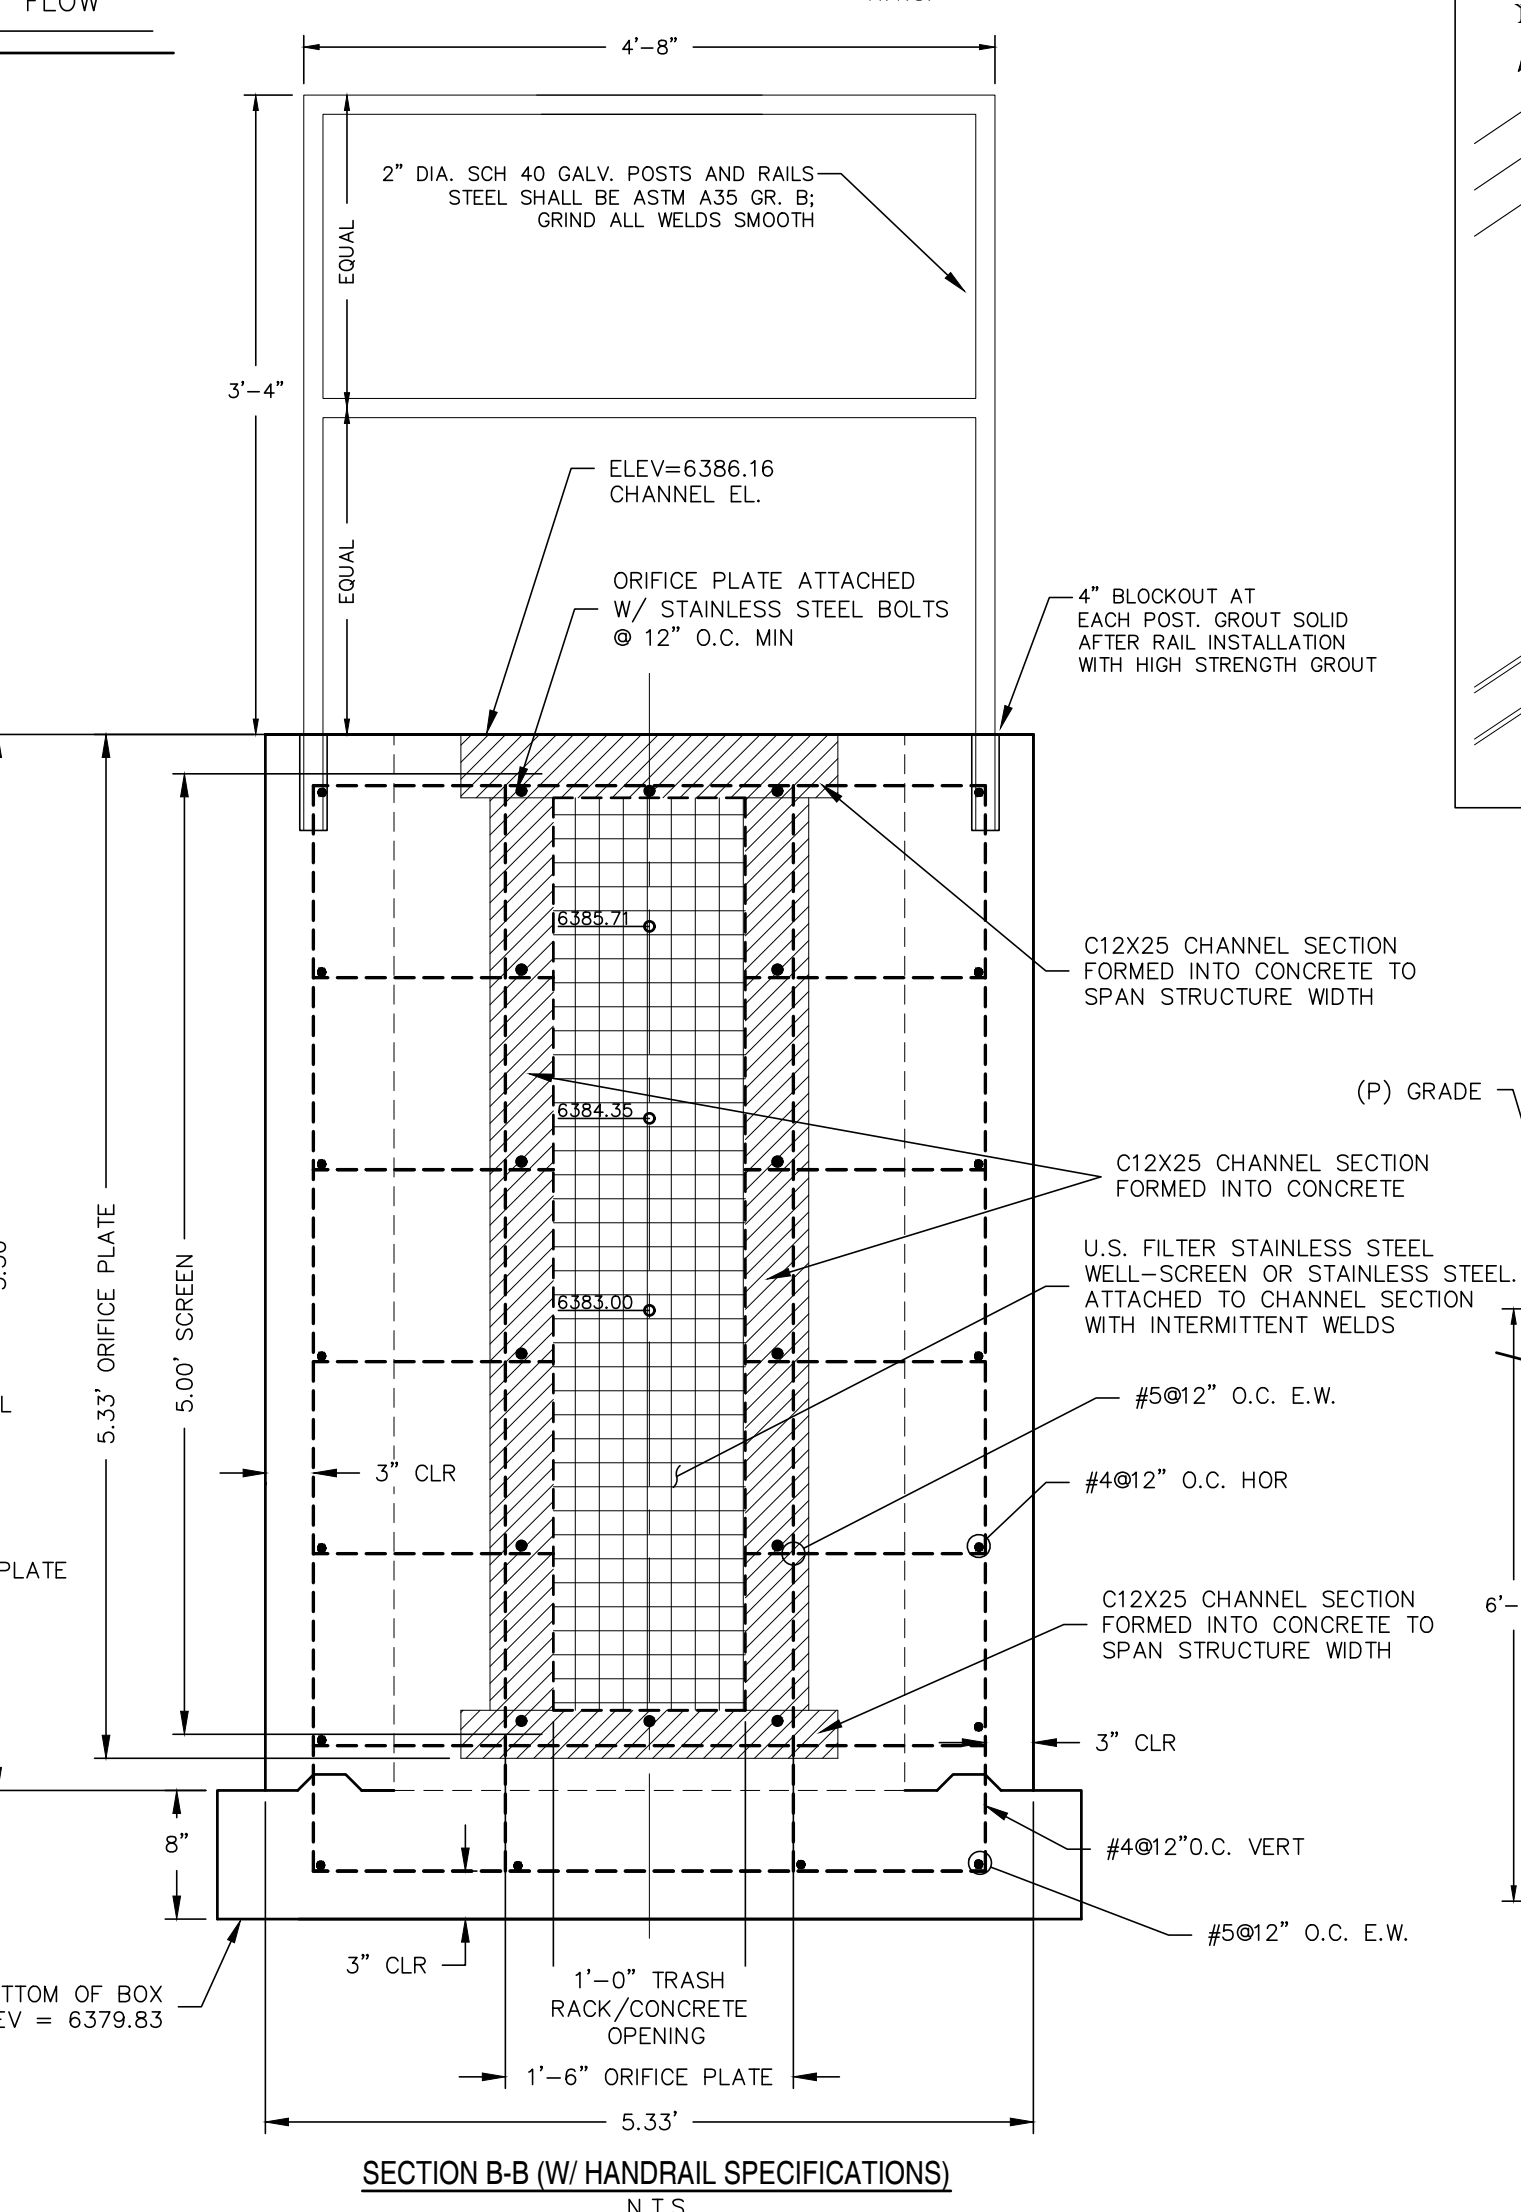 FLOW
4'-8"
2" DIA. SCH 40 GALV. POSTS AND RAILS
STEEL SHALL BE ASTM A35 GR. B;
GRIND ALL WELDS SMOOTH
EQUAL
3'-4"
ELEV=6386.16
CHANNEL EL.
EQUAL
ORIFICE PLATE ATTACHED
W/ STAINLESS STEEL BOLTS
@ 12" O.C. MIN
4" BLOCKOUT AT
EACH POST. GROUT SOLID
AFTER RAIL INSTALLATION
WITH HIGH STRENGTH GROUT
6385.71
C12X25 CHANNEL SECTION
FORMED INTO CONCRETE TO
SPAN STRUCTURE WIDTH
(P) GRADE
6384.35
C12X25 CHANNEL SECTION
FORMED INTO CONCRETE
5.33' ORIFICE PLATE
5.00' SCREEN
U.S. FILTER STAINLESS STEEL
WELL-SCREEN OR STAINLESS STEEL.
ATTACHED TO CHANNEL SECTION
WITH INTERMITTENT WELDS
6383.00
#5@12" O.C. E.W.
L
3" CLR
#4@12" O.C. HOR
PLATE
C12X25 CHANNEL SECTION
FORMED INTO CONCRETE TO
SPAN STRUCTURE WIDTH
6'-
3" CLR
8"
#4@12"O.C. VERT
#5@12" O.C. E.W.
3" CLR
TTOM OF BOX
EV = 6379.83
1'-0" TRASH
RACK/CONCRETE
OPENING
1'-6" ORIFICE PLATE
5.33'
SECTION B-B (W/ HANDRAIL SPECIFICATIONS)
N.T.S.